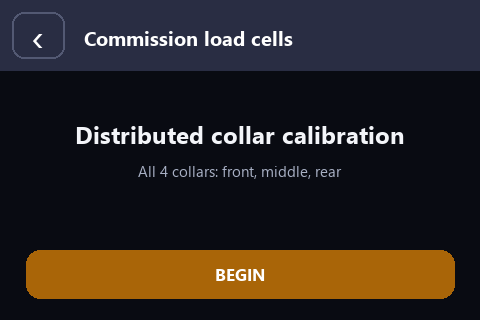 ‹
Commission load cells
Distributed collar calibration
All 4 collars: front, middle, rear
BEGIN